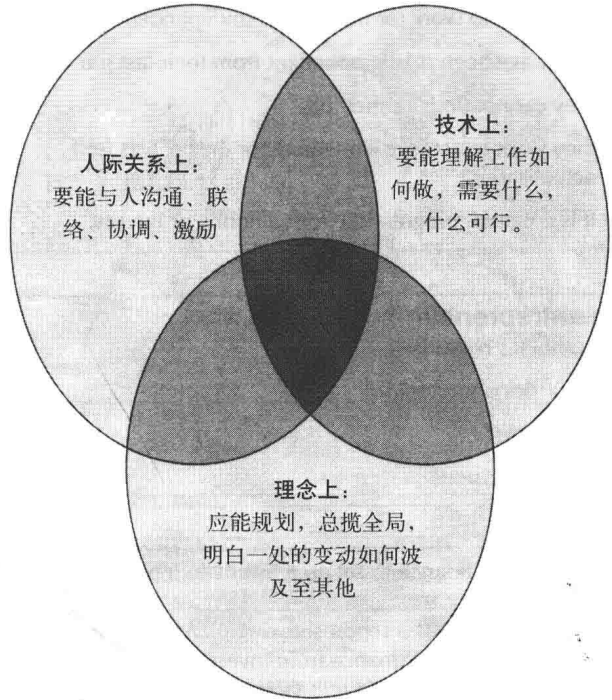 人际关系上：
要能与人沟通、联
络、协调、激励
技术上：
要能理解工作如
何做，需要什么，
什么可行。
理念上：
应能规划，总揽全局，
明白一处的变动如何波
及至其他